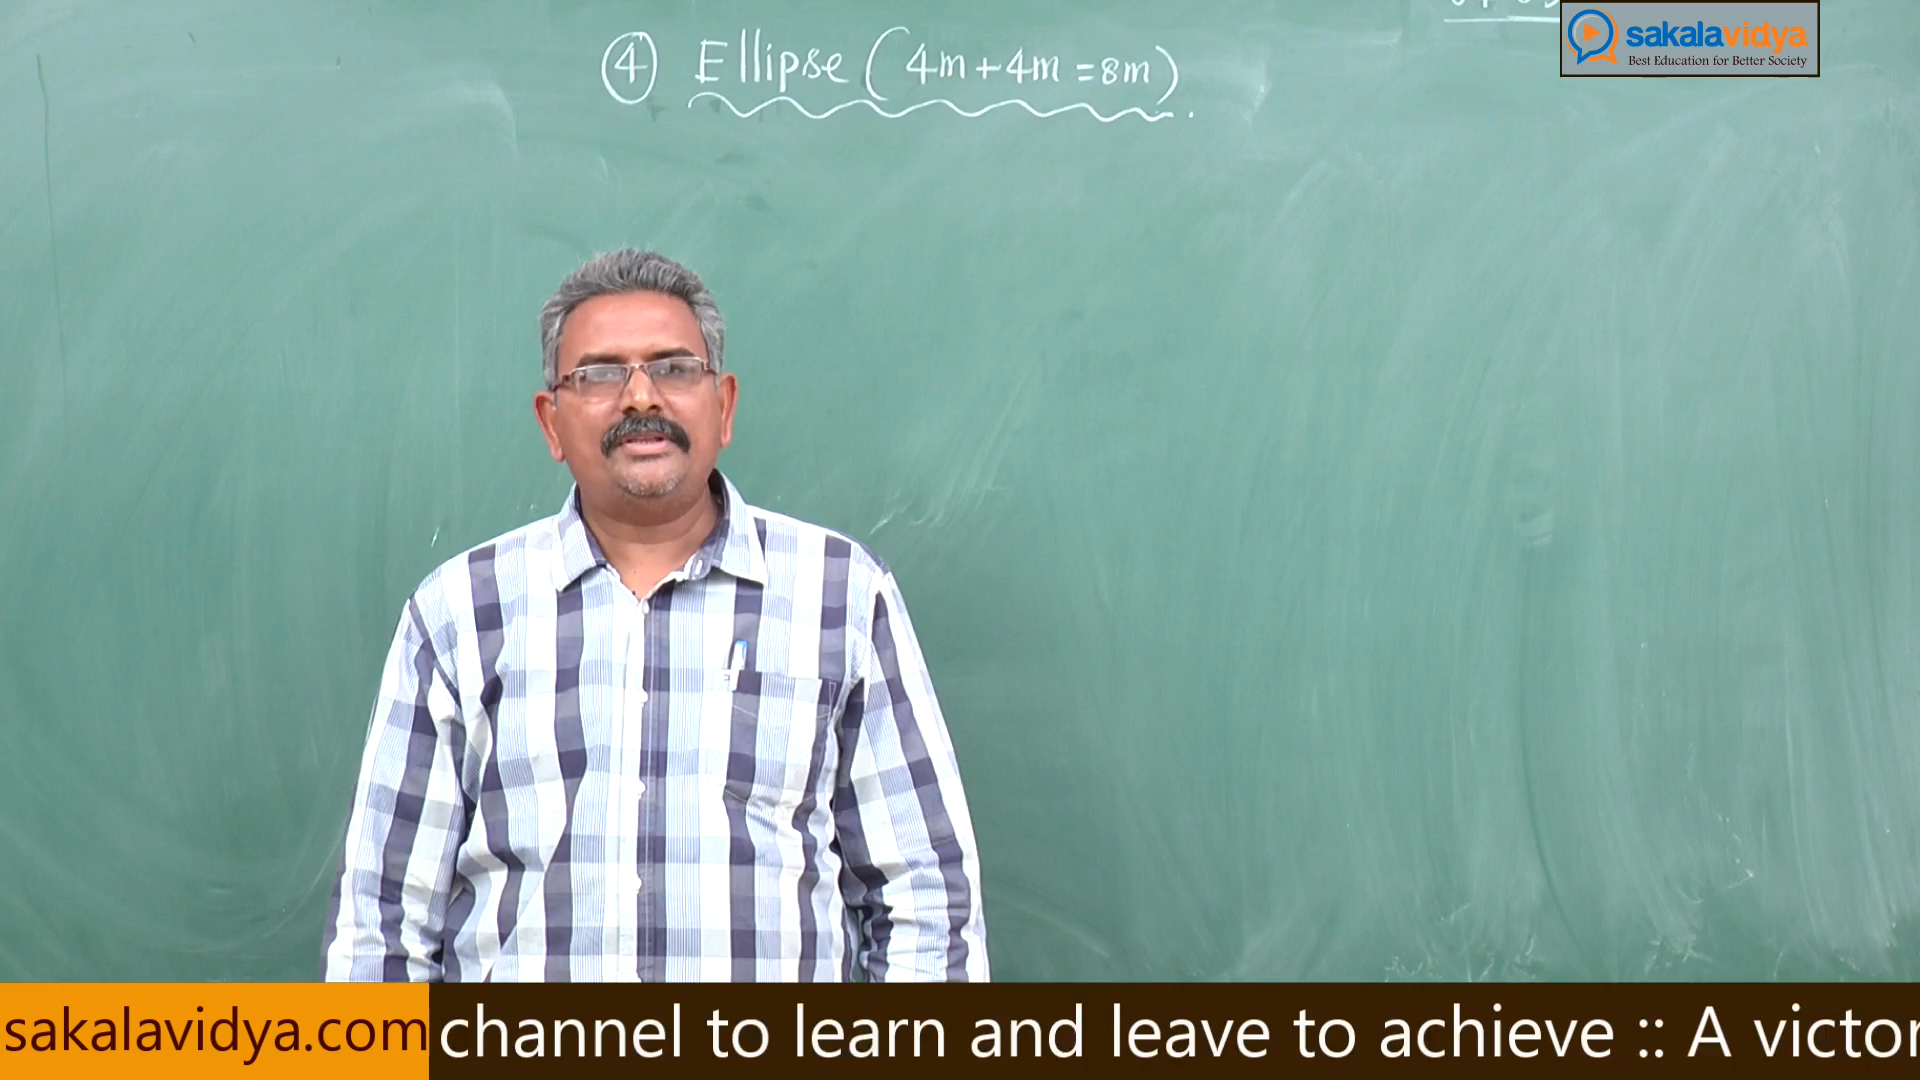 ④ Ellipse (4m+4m=8m).
sakalavidya
Best Education for Better Society
sakalavidya.com channel to learn and leave to achieve :: A victor